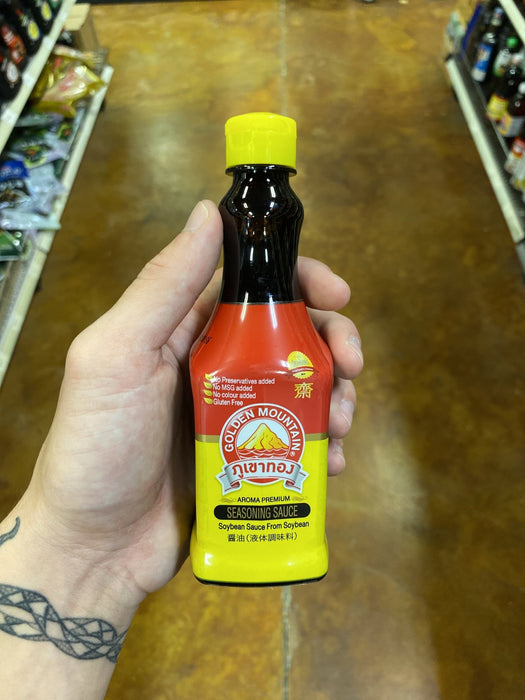 No Preservatives added
No MSG added
No colour added
Gluten Free
齋
GOLDEN MOUNTAIN
®
ภูเขาทอง
AROMA PREMIUM
SEASONING SAUCE
Soybean Sauce From Soybean
醤油(液体調味料)